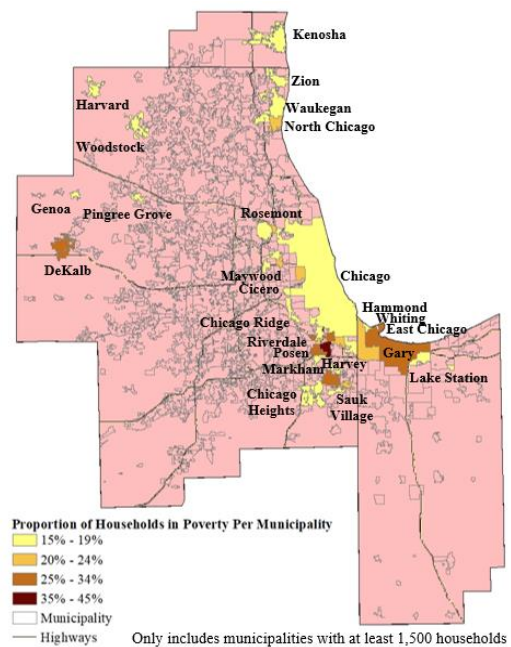 Kenosha
Zion
Waukegan
North Chicago
Harvard
Woodstock
Genoa
Pingree Grove
Rosemont
DeKalb
Maywood
Cicero
Chicago
Hammond
Whiting
East Chicago
Chicago Ridge
Riverdale
Posen
Gary
Markham
Harvey
Lake Station
Chicago
Heights
Sauk
Village
Proportion of Households in Poverty Per Municipality
15% - 19%
20% - 24%
25% - 34%
35% - 45%
Municipality
Highways
Only includes municipalities with at least 1,500 households